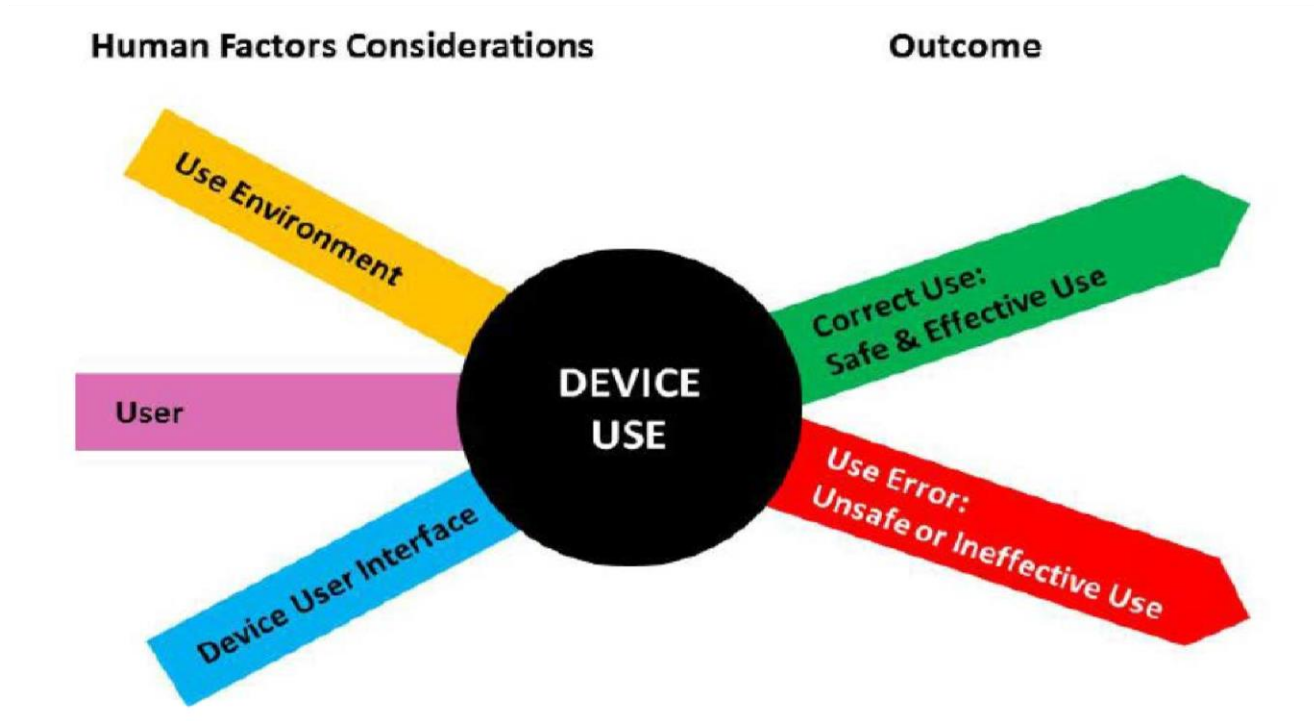 Human Factors Considerations
Outcome
Use Environment
User
Device User Interface
DEVICE
USE
Correct Use:
Safe & Effective Use
Use Error:
Unsafe or Ineffective Use